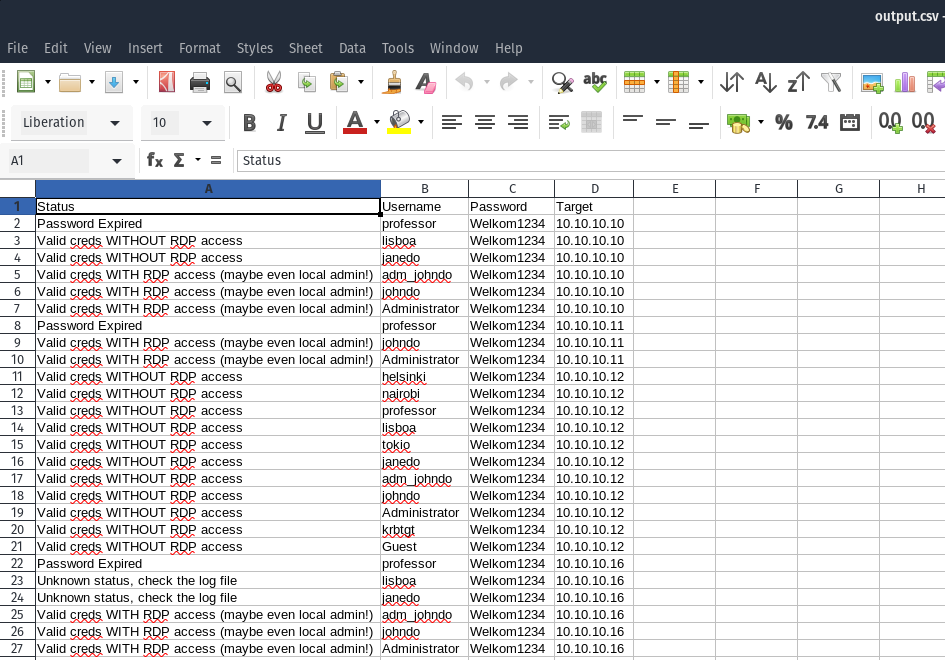 output.csv -
File Edit View Insert Format Styles Sheet Data Tools Window Help
abc
Liberation 10 B I U A % 7.4 00 0.0
A1 fx Σ = Status
A B C D E F G H
1 Status Username Password Target
2 Password Expired professor Welkom1234 10.10.10.10
3 Valid creds WITHOUT RDP access lisboa Welkom1234 10.10.10.10
4 Valid creds WITHOUT RDP access janedo Welkom1234 10.10.10.10
5 Valid creds WITH RDP access (maybe even local admin!) adm_johndo Welkom1234 10.10.10.10
6 Valid creds WITH RDP access (maybe even local admin!) johndo Welkom1234 10.10.10.10
7 Valid creds WITH RDP access (maybe even local admin!) Administrator Welkom1234 10.10.10.10
8 Password Expired professor Welkom1234 10.10.10.11
9 Valid creds WITH RDP access (maybe even local admin!) johndo Welkom1234 10.10.10.11
10 Valid creds WITH RDP access (maybe even local admin!) Administrator Welkom1234 10.10.10.11
11 Valid creds WITHOUT RDP access helsinki Welkom1234 10.10.10.12
12 Valid creds WITHOUT RDP access nairobi Welkom1234 10.10.10.12
13 Valid creds WITHOUT RDP access professor Welkom1234 10.10.10.12
14 Valid creds WITHOUT RDP access lisboa Welkom1234 10.10.10.12
15 Valid creds WITHOUT RDP access tokio Welkom1234 10.10.10.12
16 Valid creds WITHOUT RDP access janedo Welkom1234 10.10.10.12
17 Valid creds WITHOUT RDP access adm_johndo Welkom1234 10.10.10.12
18 Valid creds WITHOUT RDP access johndo Welkom1234 10.10.10.12
19 Valid creds WITHOUT RDP access Administrator Welkom1234 10.10.10.12
20 Valid creds WITHOUT RDP access krbtgt Welkom1234 10.10.10.12
21 Valid creds WITHOUT RDP access Guest Welkom1234 10.10.10.12
22 Password Expired professor Welkom1234 10.10.10.16
23 Unknown status, check the log file lisboa Welkom1234 10.10.10.16
24 Unknown status, check the log file janedo Welkom1234 10.10.10.16
25 Valid creds WITH RDP access (maybe even local admin!) adm_johndo Welkom1234 10.10.10.16
26 Valid creds WITH RDP access (maybe even local admin!) johndo Welkom1234 10.10.10.16
27 Valid creds WITH RDP access (maybe even local admin!) Administrator Welkom1234 10.10.10.16